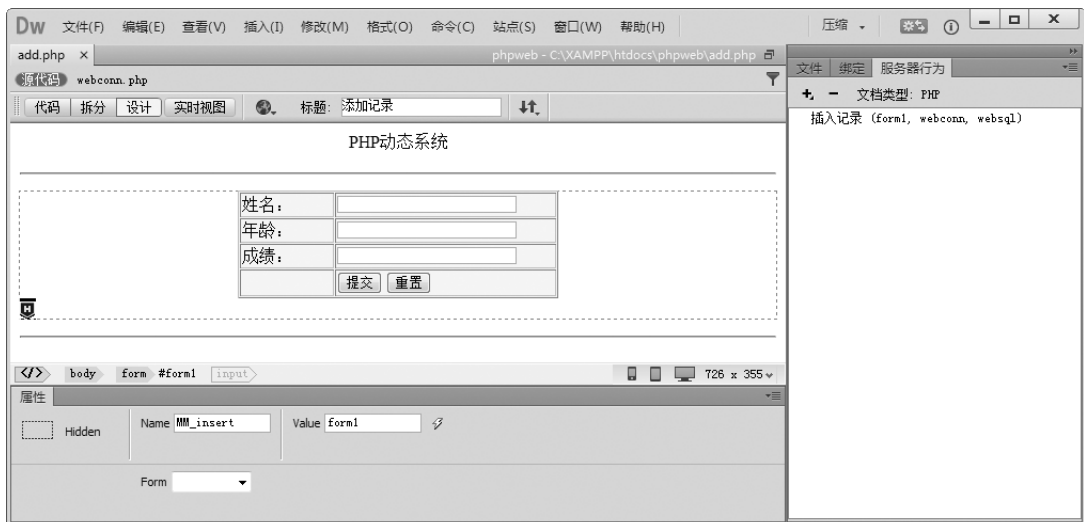 Dw 文件(F) 编辑(E) 查看(V) 插入(I) 修改(M) 格式(O) 命令(C) 站点(S) 窗口(W) 帮助(H) 压缩
add.php × phpweb - C:\XAMPP\htdocs\phpweb\add.php
源代码 webconn.php
代码 拆分 设计 实时视图 标题: 添加记录
PHP动态系统
姓名：
年龄：
成绩：
提交 重置
</> body form #form1 input 726 x 355
属性
Hidden Name MM_insert Value form1
Form
文件 绑定 服务器行为
+, - 文档类型: PHP
插入记录 (form1, webconn, websql)